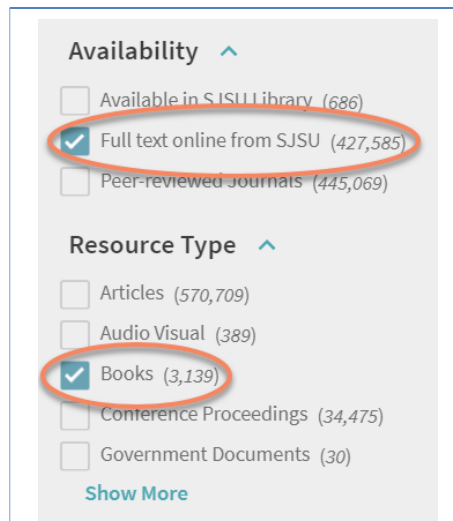 Availability
Available in SJSU Library (686)
Full text online from SJSU (427,585)
Peer-reviewed Journals (445,069)
Resource Type
Articles (570,709)
Audio Visual (389)
Books (3,139)
Conference Proceedings (34,475)
Government Documents (30)
Show More